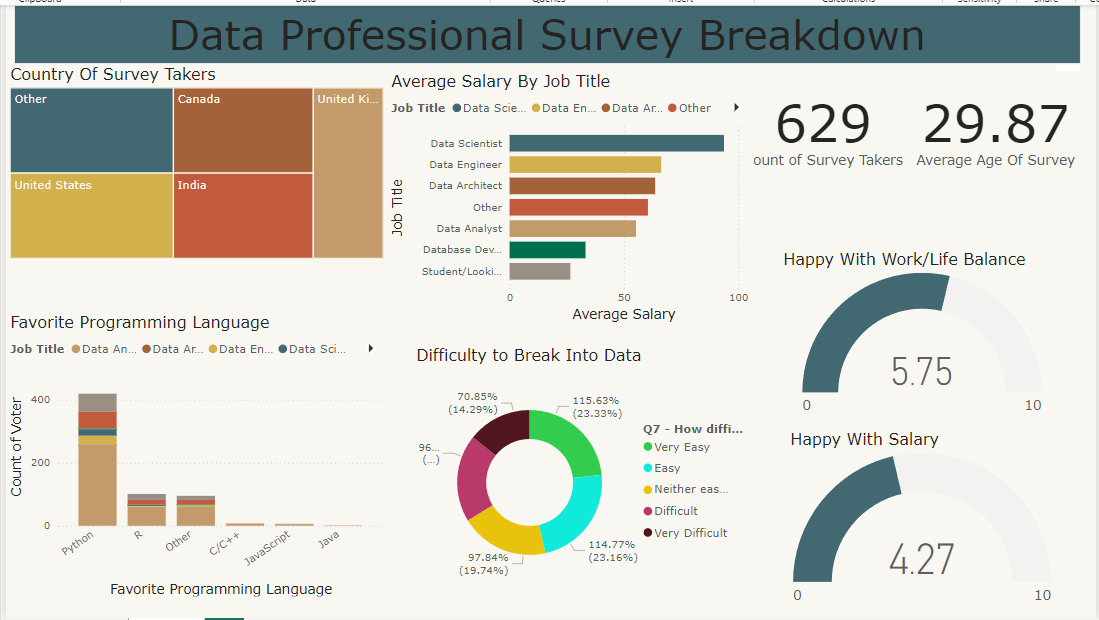 Data Professional Survey Breakdown
Country Of Survey Takers
Other
Canada
United Ki...
United States
India
Average Salary By Job Title
Job Title Data Scie... Data En... Data Ar... Other
Job Title
Data Scientist
Data Engineer
Data Architect
Other
Data Analyst
Database Dev...
Student/Looki...
0 50 100
Average Salary
629
ount of Survey Takers
29.87
Average Age Of Survey
Happy With Work/Life Balance
5.75
0 10
Favorite Programming Language
Job Title Data An... Data Ar... Data En... Data Sci...
Count of Voter
400
200
0
Python R Other C/C++ JavaScript Java
Favorite Programming Language
Difficulty to Break Into Data
70.85%
(14.29%)
115.63%
(23.33%)
96...
(...)
97.84%
(19.74%)
114.77%
(23.16%)
Q7 - How diffi...
Very Easy
Easy
Neither eas...
Difficult
Very Difficult
Happy With Salary
4.27
0 10